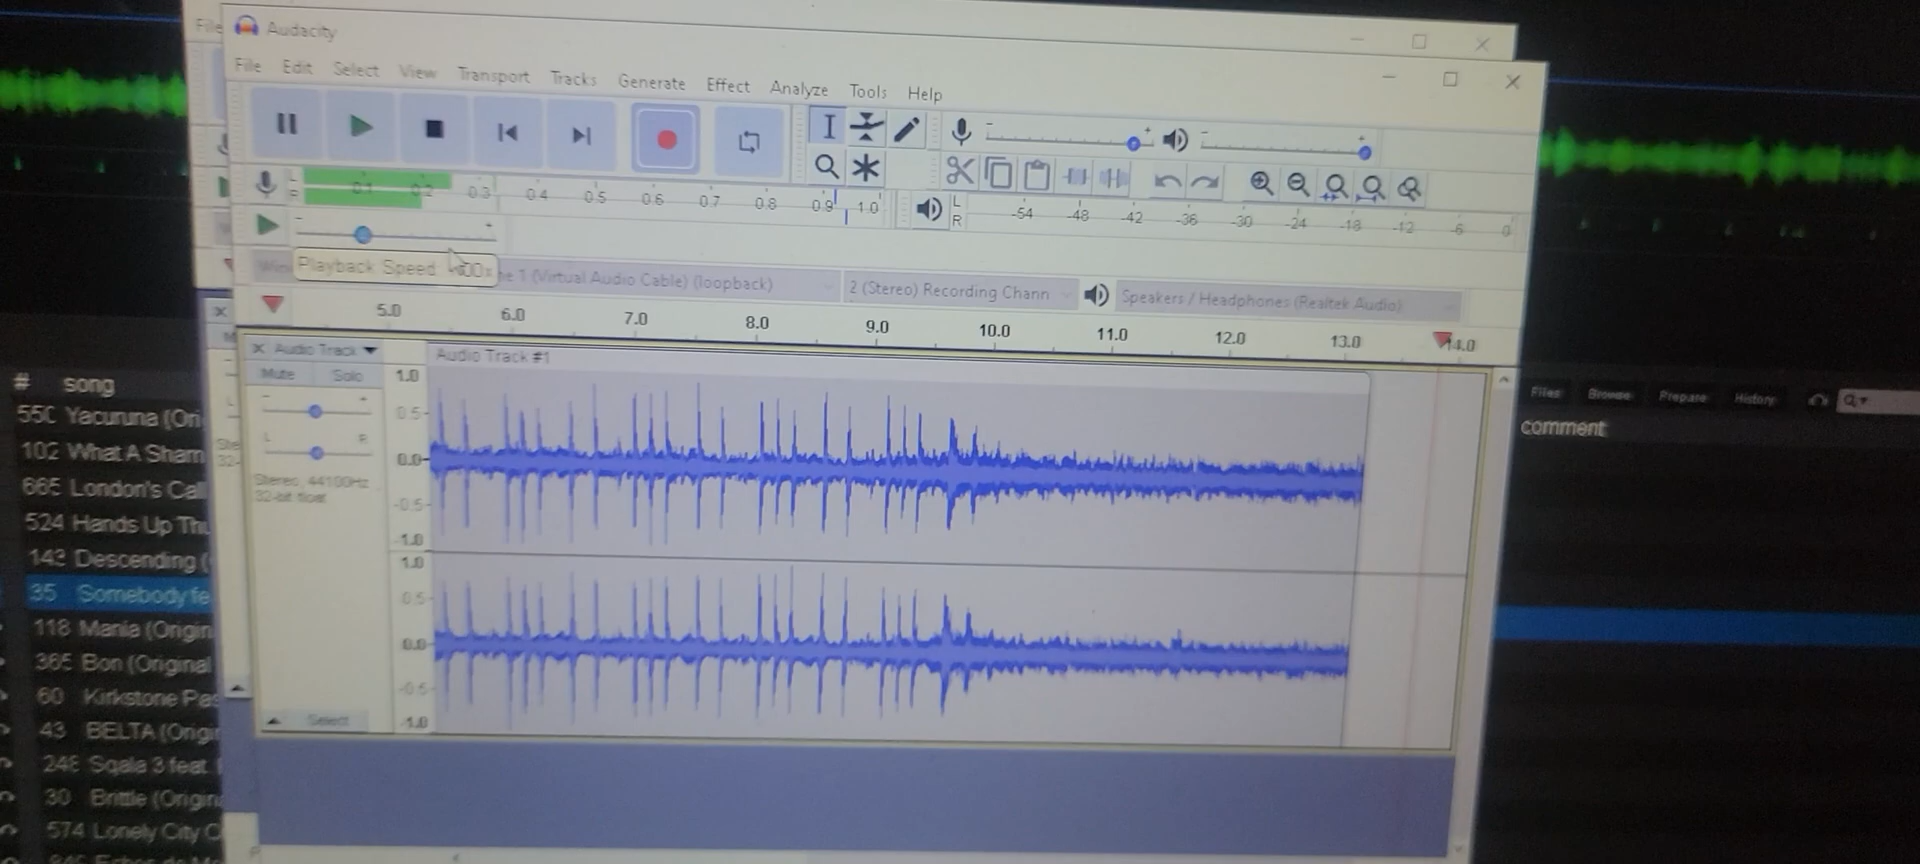 File
Audacity
File Edit Select View Transport Tracks Generate Effect Analyze Tools Help
L
R
0.1 0.2 0.3 0.4 0.5 0.6 0.7 0.8 0.9 1.0
L
R
-54 -48 -42 -36 -30 -24 -18 -12 -6 0
Playback Speed:
1 (Virtual Audio Cable) (loopback)
2 (Stereo) Recording Chann
Speakers / Headphones (Realtek Audio)
5.0 6.0 7.0 8.0 9.0 10.0 11.0 12.0 13.0 14.0
Audio Track
Audio Track #1
Mute Solo
L R
Stereo, 44100Hz
32-bit float
1.0
0.5
0.0
-0.5
-1.0
1.0
0.5
0.0
-0.5
-1.0
Select
# song
Yacuruna (Ori
102 What A Sham
665 London's Cal
524 Hands Up Thu
143 Descending (
35 Somebody fe
118 Mania (Origin
365 Bon (Original
60 Kirkstone Pas
43 BELTA (Origi
248 Sqala 3 feat.
30 Brittle (Origin
574 Lonely City C
Files Browse Prepare History
comment